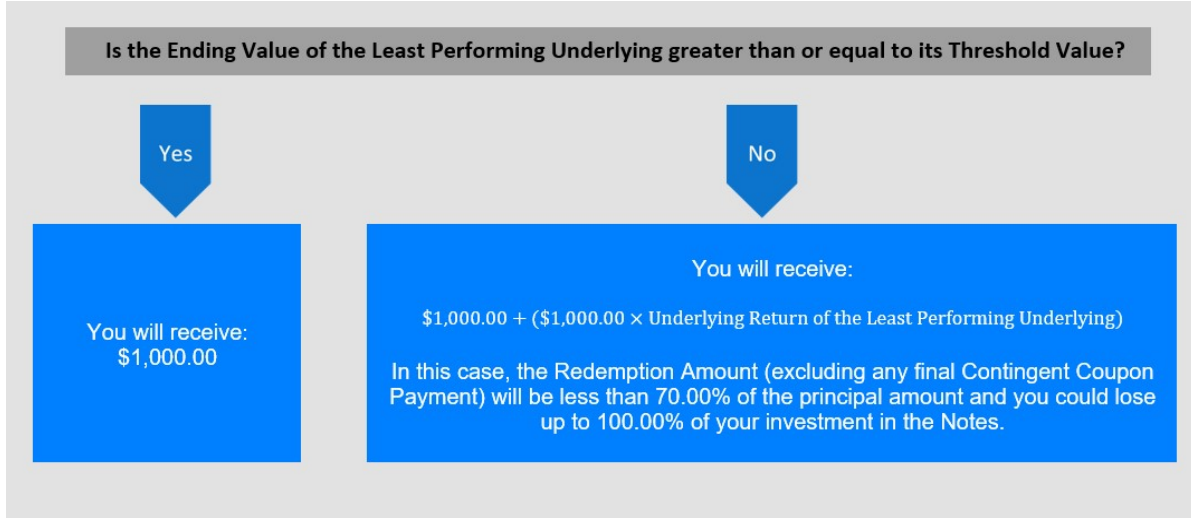 Is the Ending Value of the Least Performing Underlying greater than or equal to its Threshold Value?
Yes
No
You will receive:
$1,000.00
You will receive:
$1,000.00 + ($1,000.00 × Underlying Return of the Least Performing Underlying)
In this case, the Redemption Amount (excluding any final Contingent Coupon
Payment) will be less than 70.00% of the principal amount and you could lose
up to 100.00% of your investment in the Notes.